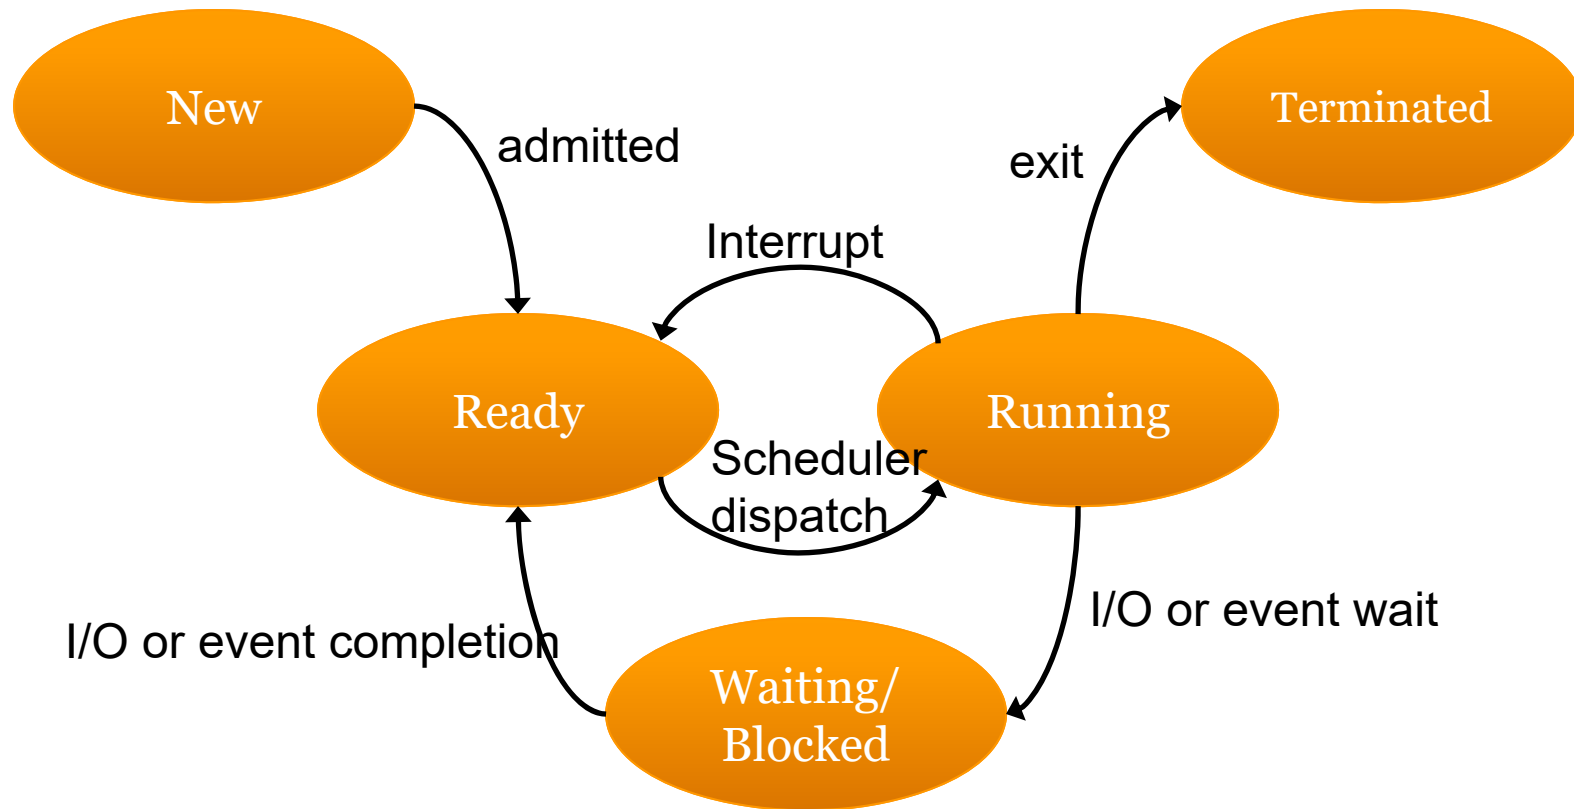 New
Terminated
admitted
exit
Interrupt
Ready
Running
Scheduler
dispatch
I/O or event completion
I/O or event wait
Waiting/
Blocked